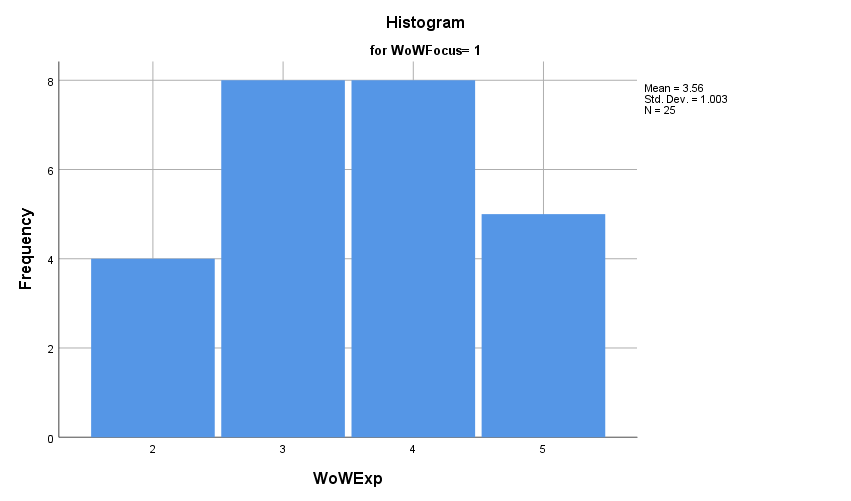 Histogram
for WoWFocus= 1
Mean = 3.56
Std. Dev. = 1.003
N = 25
Frequency
8
6
4
2
0
2 3 4 5
WoWExp